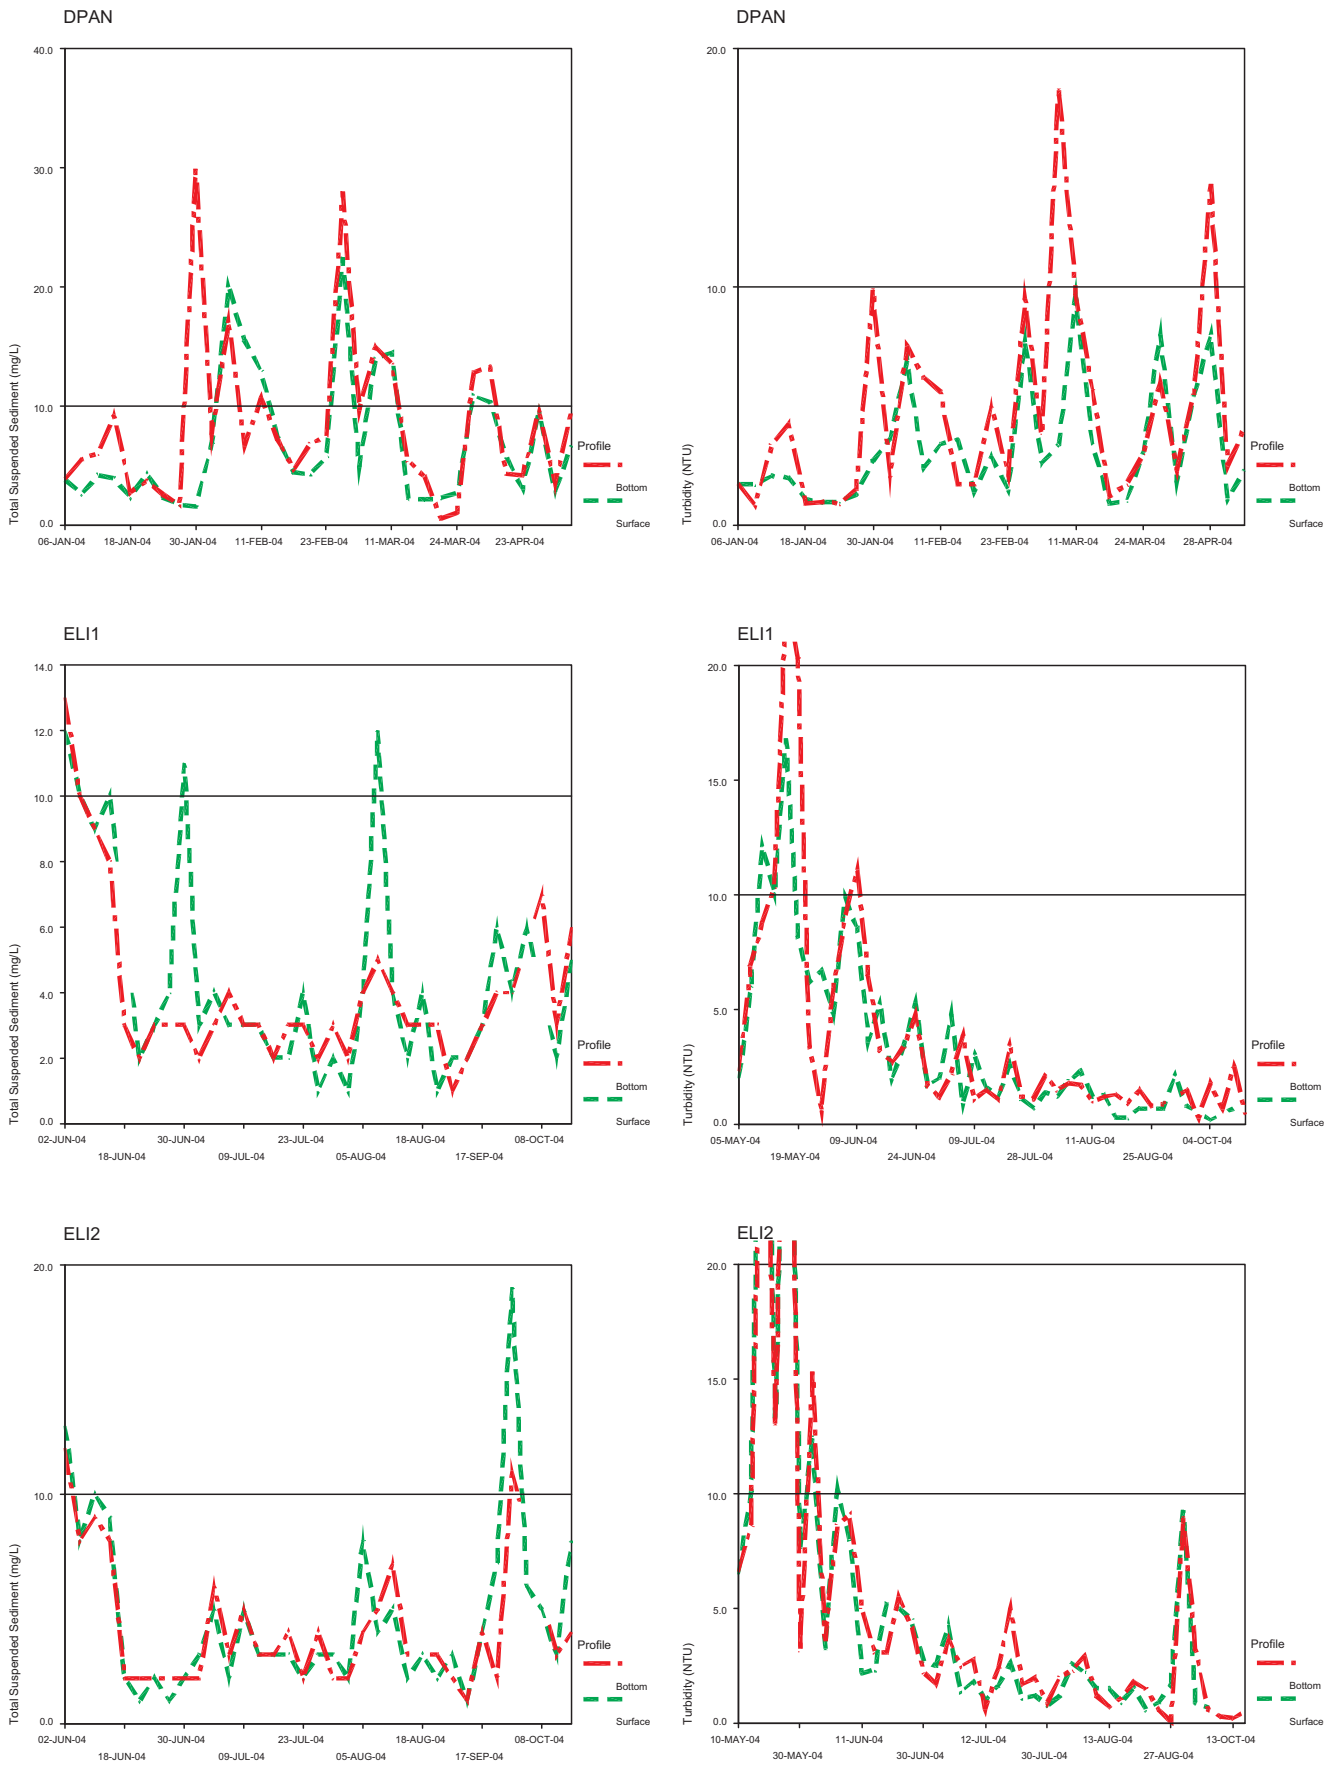 DPAN
40.0
30.0
20.0
10.0
0.0
Total Suspended Sediment (mg/L)
06-JAN-04 18-JAN-04 30-JAN-04 11-FEB-04 23-FEB-04 11-MAR-04 24-MAR-04 23-APR-04
Profile
Bottom
Surface
DPAN
20.0
10.0
0.0
Turbidity (NTU)
06-JAN-04 18-JAN-04 30-JAN-04 11-FEB-04 23-FEB-04 11-MAR-04 24-MAR-04 28-APR-04
Profile
Bottom
Surface
ELI1
14.0
12.0
10.0
8.0
6.0
4.0
2.0
0.0
Total Suspended Sediment (mg/L)
02-JUN-04 30-JUN-04 23-JUL-04 18-AUG-04 08-OCT-04
18-JUN-04 09-JUL-04 05-AUG-04 17-SEP-04
Profile
Bottom
Surface
ELI1
20.0
15.0
10.0
5.0
0.0
Turbidity (NTU)
05-MAY-04 09-JUN-04 09-JUL-04 11-AUG-04 04-OCT-04
19-MAY-04 24-JUN-04 28-JUL-04 25-AUG-04
Profile
Bottom
Surface
ELI2
20.0
10.0
0.0
Total Suspended Sediment (mg/L)
02-JUN-04 30-JUN-04 23-JUL-04 18-AUG-04 08-OCT-04
18-JUN-04 09-JUL-04 05-AUG-04 17-SEP-04
Profile
Bottom
Surface
ELI2
20.0
15.0
10.0
5.0
0.0
Turbidity (NTU)
10-MAY-04 11-JUN-04 12-JUL-04 13-AUG-04 13-OCT-04
30-MAY-04 30-JUN-04 30-JUL-04 27-AUG-04
Profile
Bottom
Surface